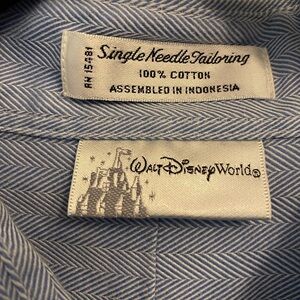 Single Needle Tailoring
100% COTTON
ASSEMBLED IN INDONESIA
RN 15481
Walt Disney World®